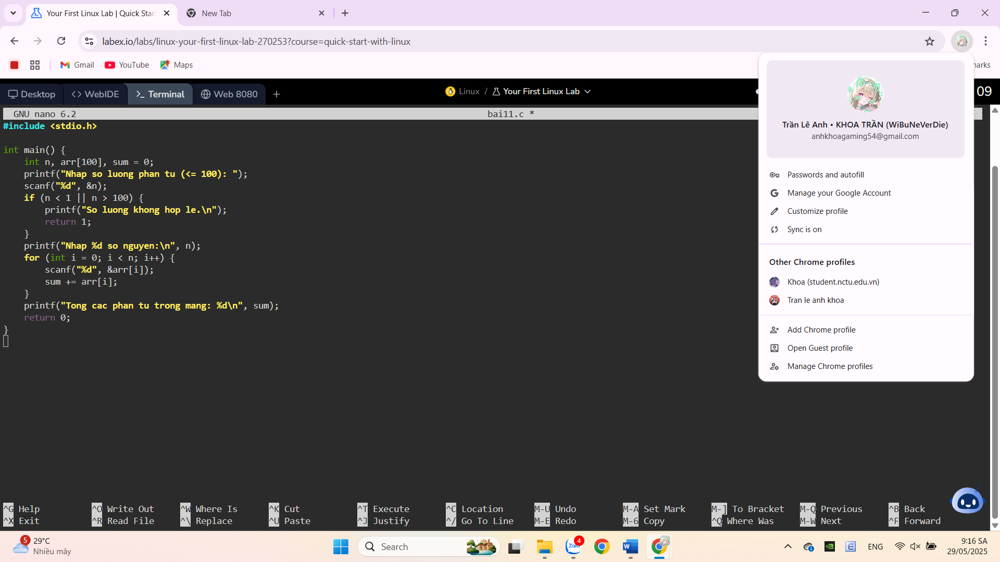 Your First Linux Lab | Quick Star
New Tab
labex.io/labs/linux-your-first-linux-lab-270253?course=quick-start-with-linux
Gmail
YouTube
Maps
Desktop
WebIDE
Terminal
Web 8080
Linux / Your First Linux Lab
09
GNU nano 6.2
bai11.c *
#include <stdio.h>
int main() {
int n, arr[100], sum = 0;
printf("Nhap so luong phan tu (<= 100): ");
scanf("%d", &n);
if (n < 1 || n > 100) {
printf("So luong khong hop le.\n");
return 1;
}
printf("Nhap %d so nguyen:\n", n);
for (int i = 0; i < n; i++) {
scanf("%d", &arr[i]);
sum += arr[i];
}
printf("Tong cac phan tu trong mang: %d\n", sum);
return 0;
}
Trần Lê Anh • KHOA TRẦN (WiBuNeVerDie)
anhkhoagaming54@gmail.com
Passwords and autofill
Manage your Google Account
Customize profile
Sync is on
Other Chrome profiles
Khoa (student.nctu.edu.vn)
Tran le anh khoa
Add Chrome profile
Open Guest profile
Manage Chrome profiles
^G Help ^O Write Out ^W Where Is ^K Cut ^T Execute ^C Location M-U Undo M-A Set Mark M-] To Bracket M-Q Previous ^B Back
^X Exit ^R Read File ^\ Replace ^U Paste ^J Justify ^/ Go To Line M-E Redo M-6 Copy ^Q Where Was M-W Next ^F Forward
5
29°C
Nhiều mây
Search
Zalo
4
ENG
9:16 SA
29/05/2025